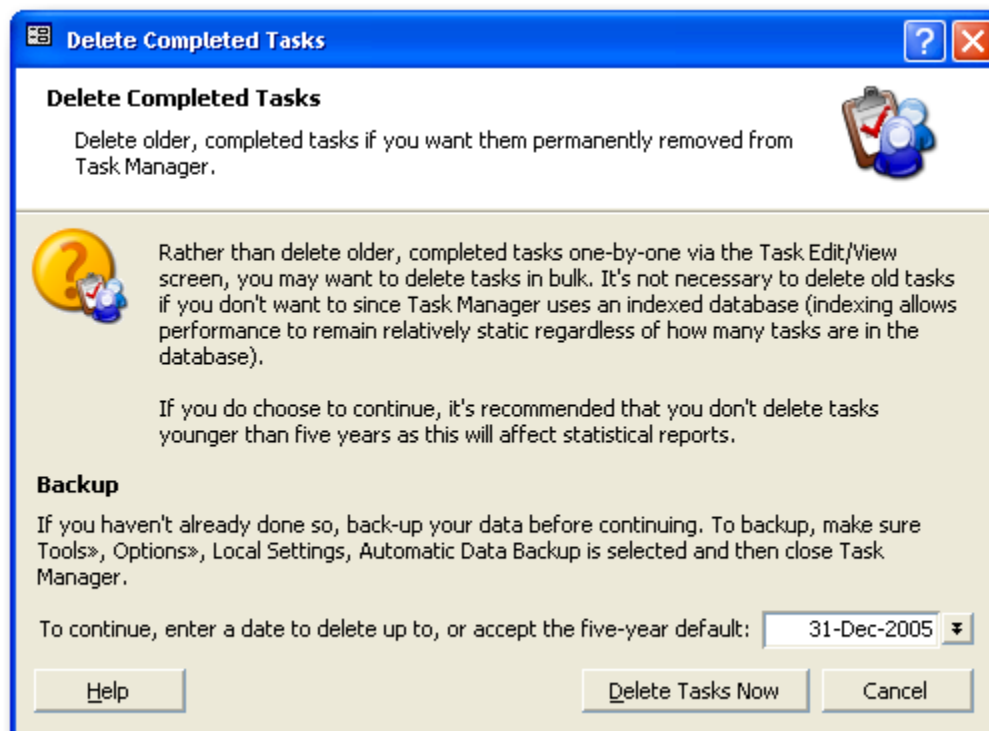 Delete Completed Tasks
Delete Completed Tasks
Delete older, completed tasks if you want them permanently removed from
Task Manager.
Rather than delete older, completed tasks one-by-one via the Task Edit/View
screen, you may want to delete tasks in bulk. It's not necessary to delete old tasks
if you don't want to since Task Manager uses an indexed database (indexing allows
performance to remain relatively static regardless of how many tasks are in the
database).
If you do choose to continue, it's recommended that you don't delete tasks
younger than five years as this will affect statistical reports.
Backup
If you haven't already done so, back-up your data before continuing. To backup, make sure
Tools», Options», Local Settings, Automatic Data Backup is selected and then close Task
Manager.
To continue, enter a date to delete up to, or accept the five-year default: 31-Dec-2005
Help Delete Tasks Now Cancel